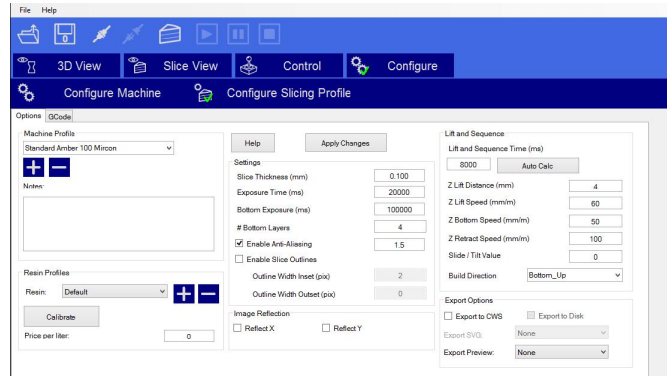 File Help
3D View Slice View Control Configure
Configure Machine Configure Slicing Profile
Options GCode
Machine Profile
Standard Amber 100 Mircon
Notes:
Resin Profiles
Resin: Default
Calibrate
Price per liter: 0
Help Apply Changes
Settings
Slice Thickness (mm) 0.100
Exposure Time (ms) 20000
Bottom Exposure (ms) 100000
# Bottom Layers 4
Enable Anti-Aliasing 1.5
Enable Slice Outlines
Outline Width Inset (pix) 2
Outline Width Outset (pix) 0
Image Reflection
Reflect X Reflect Y
Lift and Sequence
Lift and Sequence Time (ms)
8000 Auto Calc
Z Lift Distance (mm) 4
Z Lift Speed (mm/m) 60
Z Bottom Speed (mm/m) 50
Z Retract Speed (mm/m) 100
Slide / Tilt Value 0
Build Direction Bottom_Up
Export Options
Export to CWS Export to Disk
Export SVG: None
Export Preview: None